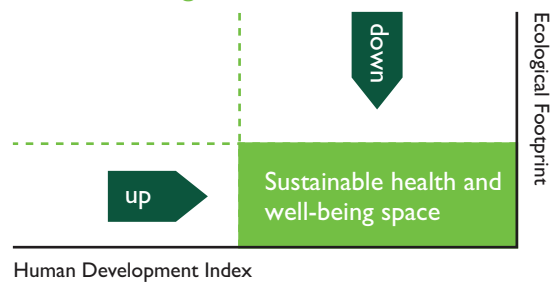 down
Ecological Footprint
up
Sustainable health and
well-being space
Human Development Index